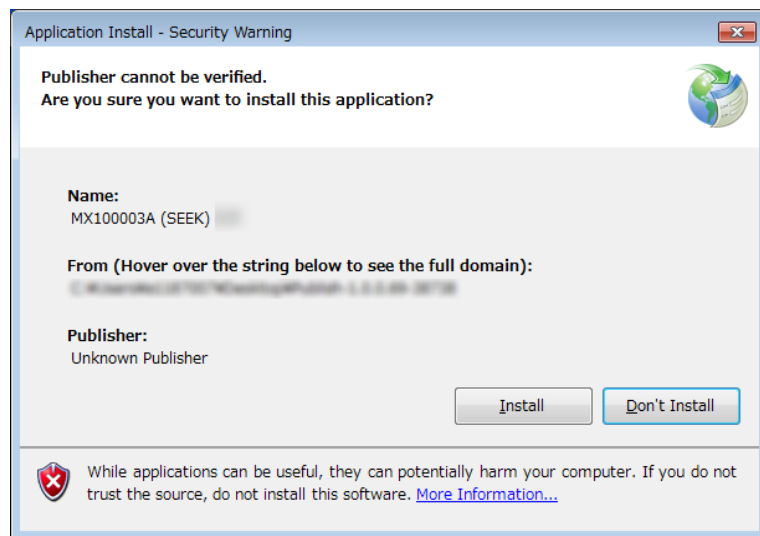 Application Install - Security Warning
Publisher cannot be verified.
Are you sure you want to install this application?
Name:
MX100003A (SEEK)
From (Hover over the string below to see the full domain):
Publisher:
Unknown Publisher
Install
Don't Install
While applications can be useful, they can potentially harm your computer. If you do not
trust the source, do not install this software. More Information...